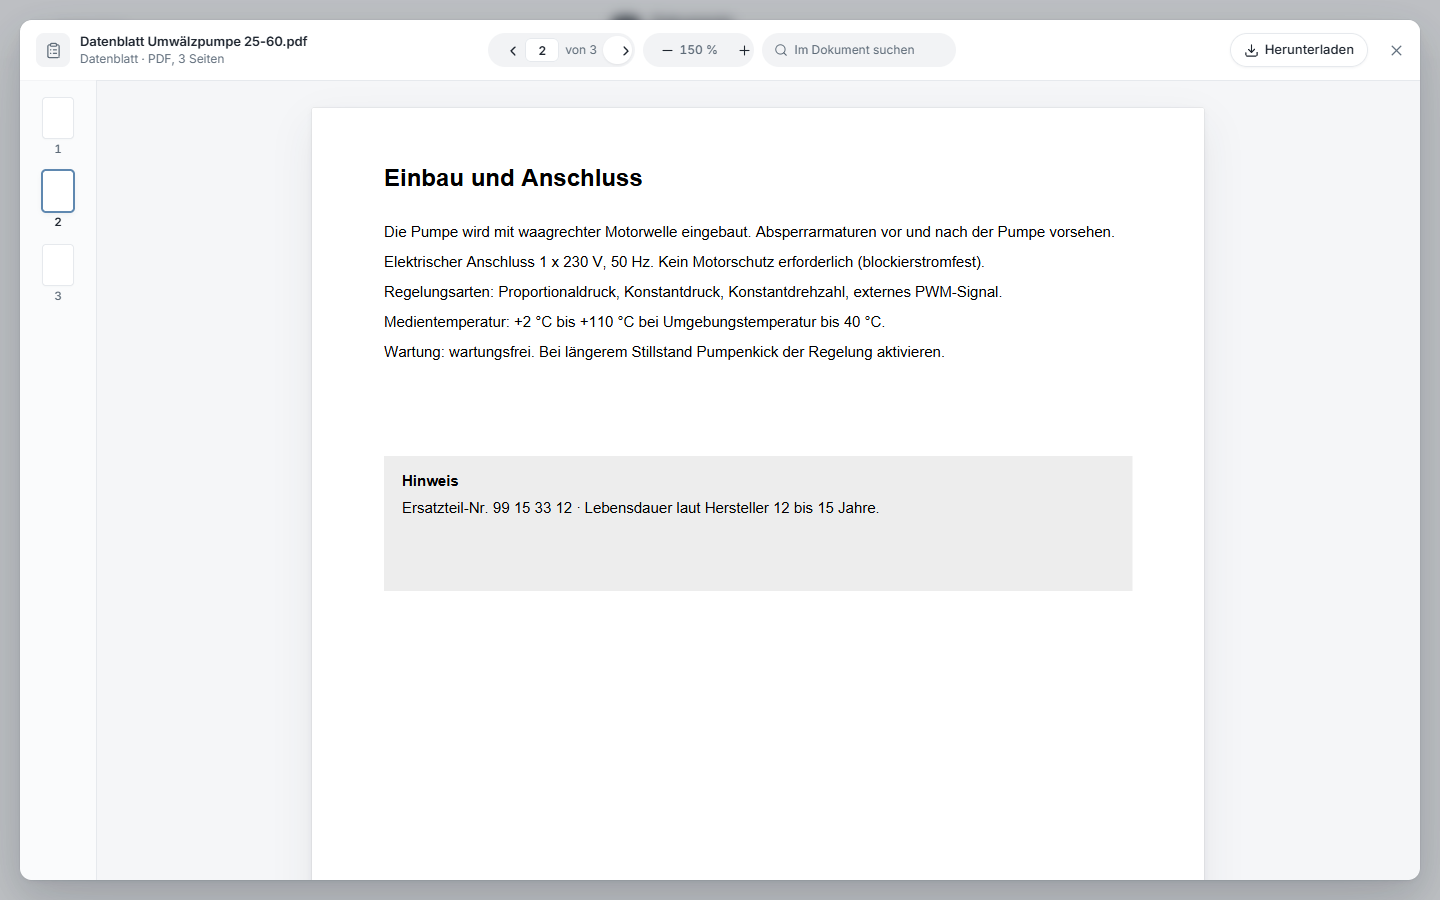 Datenblatt Umwälzpumpe 25-60.pdf
Datenblatt · PDF, 3 Seiten
2 von 3
150 %
Im Dokument suchen
Herunterladen
1
2
3
Einbau und Anschluss
Die Pumpe wird mit waagrechter Motorwelle eingebaut. Absperrarmaturen vor und nach der Pumpe vorsehen.
Elektrischer Anschluss 1 x 230 V, 50 Hz. Kein Motorschutz erforderlich (blockierstromfest).
Regelungsarten: Proportionaldruck, Konstantdruck, Konstantdrehzahl, externes PWM-Signal.
Medientemperatur: +2 °C bis +110 °C bei Umgebungstemperatur bis 40 °C.
Wartung: wartungsfrei. Bei längerem Stillstand Pumpenkick der Regelung aktivieren.
Hinweis
Ersatzteil-Nr. 99 15 33 12 · Lebensdauer laut Hersteller 12 bis 15 Jahre.